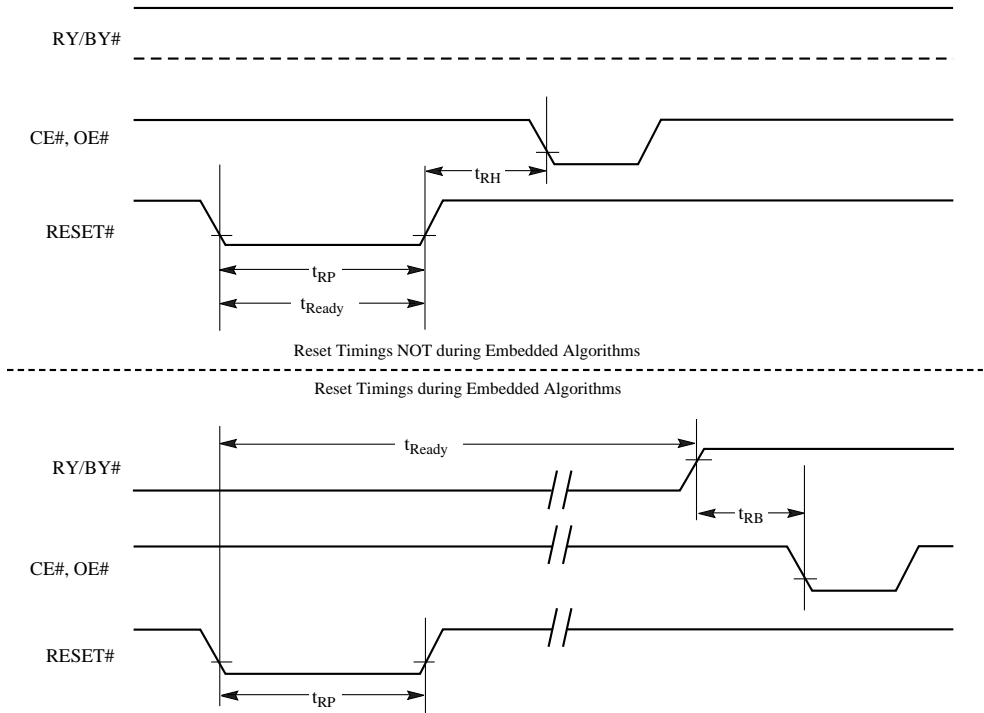 RY/BY#
CE#, OE#
tRH
RESET#
tRP
tReady
Reset Timings NOT during Embedded Algorithms
Reset Timings during Embedded Algorithms
tReady
RY/BY#
tRB
CE#, OE#
RESET#
tRP